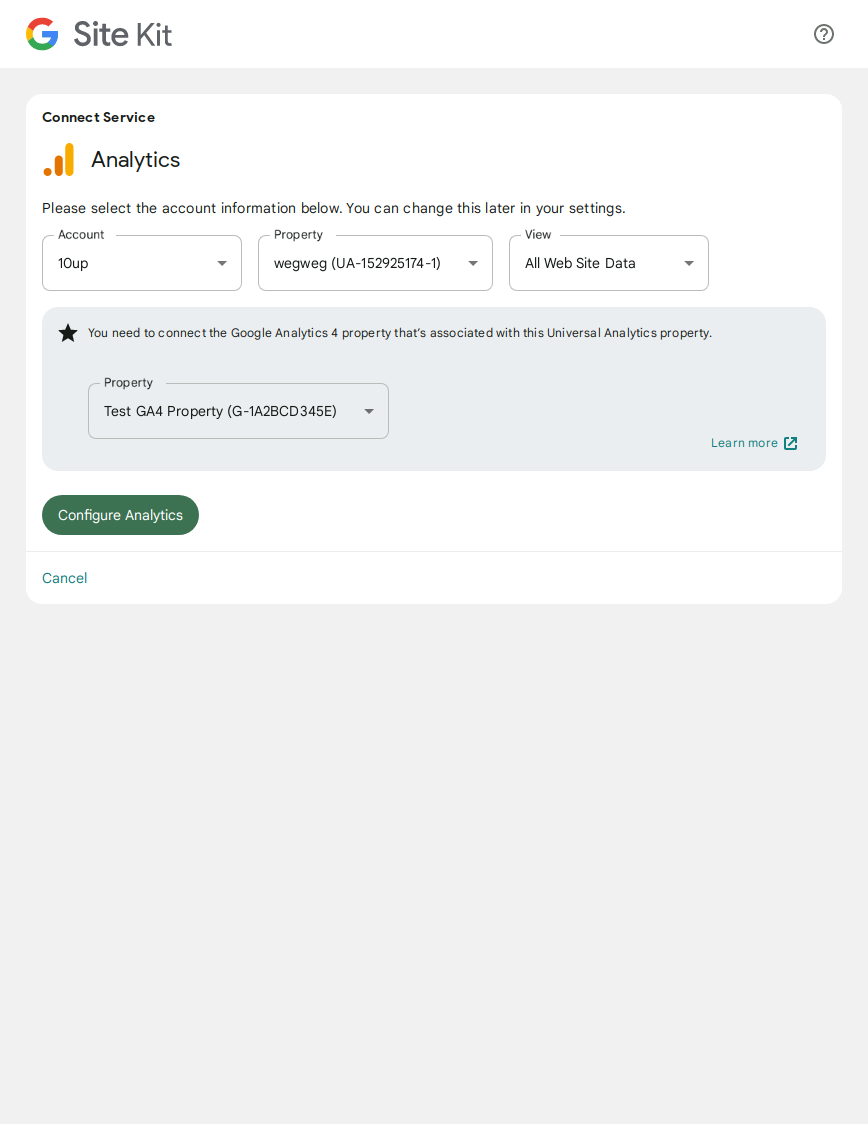 Site Kit
Connect Service
Analytics
Please select the account information below. You can change this later in your settings.
Account
10up
Property
wegweg (UA-152925174-1)
View
All Web Site Data
You need to connect the Google Analytics 4 property that’s associated with this Universal Analytics property.
Property
Test GA4 Property (G-1A2BCD345E)
Learn more
Configure Analytics
Cancel